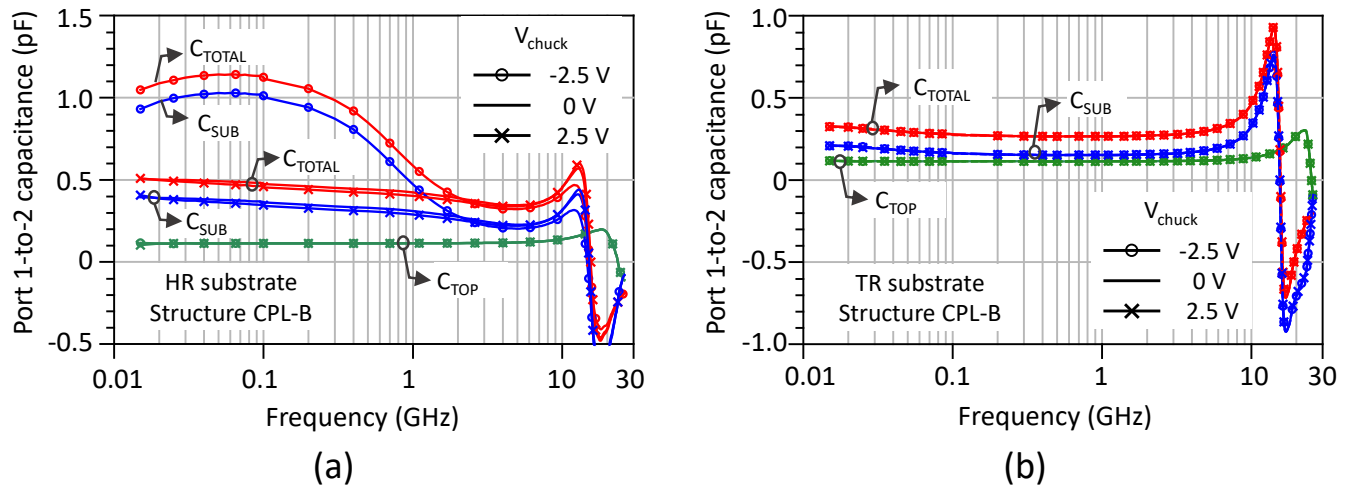 Port 1-to-2 capacitance (pF)
1.5
1.0
0.5
0
-0.5
C_TOTAL
C_SUB
C_TOTAL
C_SUB
C_TOP
V_chuck
-2.5 V
0 V
2.5 V
HR substrate
Structure CPL-B
0.01
0.1
1
10
30
Frequency (GHz)
(a)
Port 1-to-2 capacitance (pF)
1.0
0.5
0.0
-0.5
-1.0
C_TOTAL
C_SUB
C_TOP
V_chuck
-2.5 V
0 V
2.5 V
TR substrate
Structure CPL-B
0.01
0.1
1
10
30
Frequency (GHz)
(b)